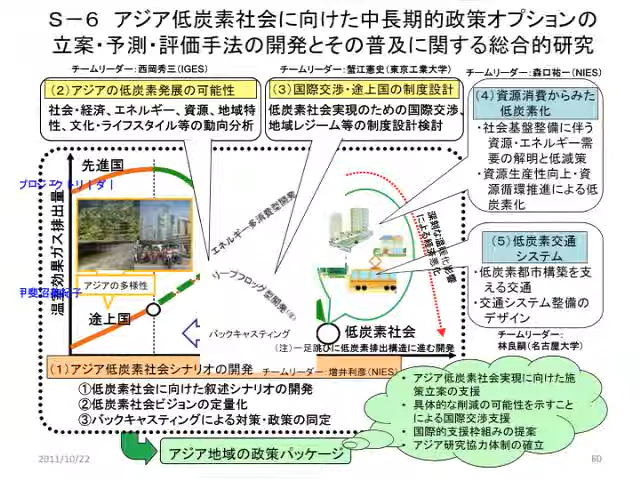 S-6 アジア低炭素社会に向けた中長期的政策オプションの
立案・予測・評価手法の開発とその普及に関する総合的研究
チームリーダー：西岡秀三(IGES)
(2)アジアの低炭素発展の可能性
社会・経済、エネルギー、資源、地域特
性、文化・ライフスタイル等の動向分析
チームリーダー：蟹江憲史(東京工業大学)
(3)国際交渉・途上国の制度設計
低炭素社会実現のための国際交渉、
地域レジーム等の制度設計検討
チームリーダー：森口祐一(NIES)
(4)資源消費からみた
低炭素化
・社会基盤整備に伴う
資源・エネルギー需
要の解明と低減策
・資源生産性向上・資
源循環推進による低
炭素化
(5)低炭素交通
システム
・低炭素都市構築を支
える交通
・交通システム整備の
デザイン
チームリーダー：
林良嗣(名古屋大学)
先進国
プロジェクトリーダー
温室効果ガス排出量
アジアの多様性
途上国
エネルギー多消費型開発
リープフロッグ型開発(注)
バックキャスティング
深刻な温暖化影響
による経済悪化
低炭素社会
(注)一足跳びに低炭素排出構造に進む開発
(1)アジア低炭素社会シナリオの開発
チームリーダー：増井利彦(NIES)
①低炭素社会に向けた叙述シナリオの開発
②低炭素社会ビジョンの定量化
③バックキャスティングによる対策・政策の同定
アジア地域の政策パッケージ
• アジア低炭素社会実現に向けた施
策立案の支援
• 具体的な削減の可能性を示すこと
による国際交渉支援
• 国際的支援枠組みの提案
• アジア研究協力体制の確立
2011/10/22
60